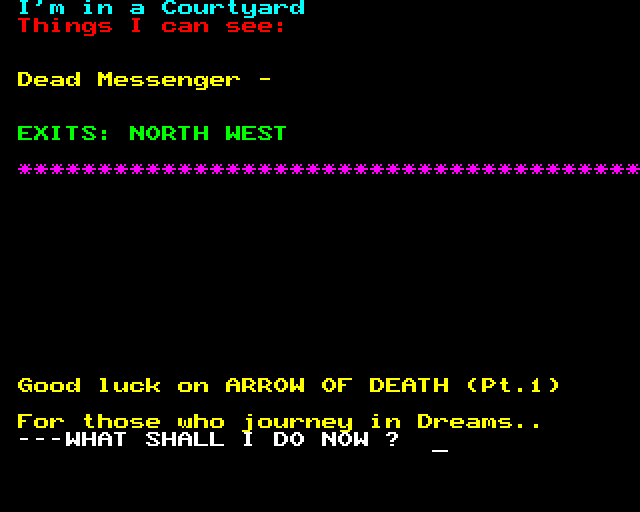 I'm in a Courtyard
Things I can see:
Dead Messenger -
EXITS: NORTH WEST
***************************************
Good luck on ARROW OF DEATH (Pt.1)
For those who journey in Dreams..
---WHAT SHALL I DO NOW ? _